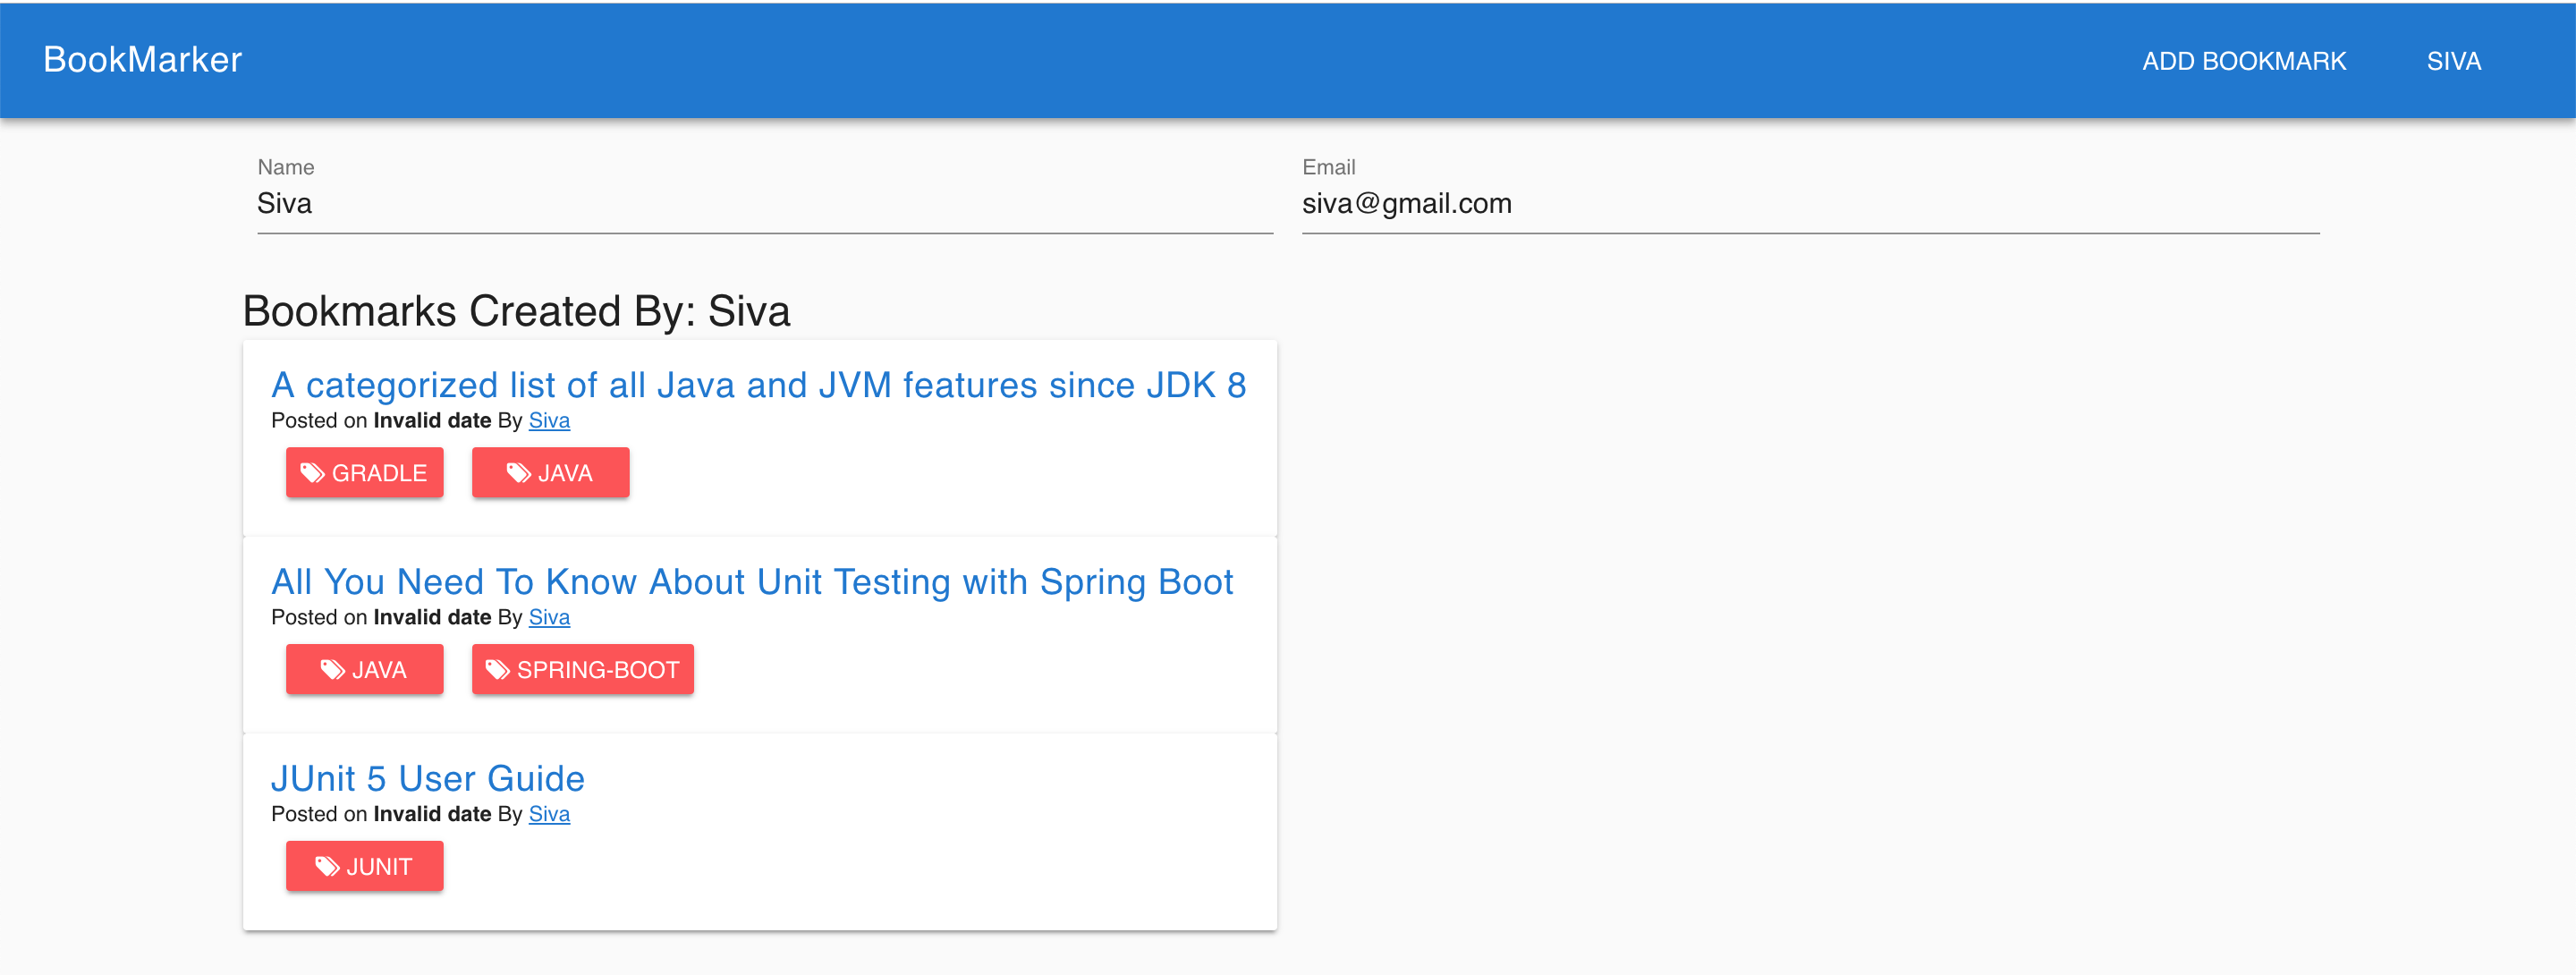 BookMarker ADD BOOKMARK SIVA
Name Email
Siva siva@gmail.com
Bookmarks Created By: Siva
A categorized list of all Java and JVM features since JDK 8
Posted on Invalid date By Siva
GRADLE JAVA
All You Need To Know About Unit Testing with Spring Boot
Posted on Invalid date By Siva
JAVA SPRING-BOOT
JUnit 5 User Guide
Posted on Invalid date By Siva
JUNIT